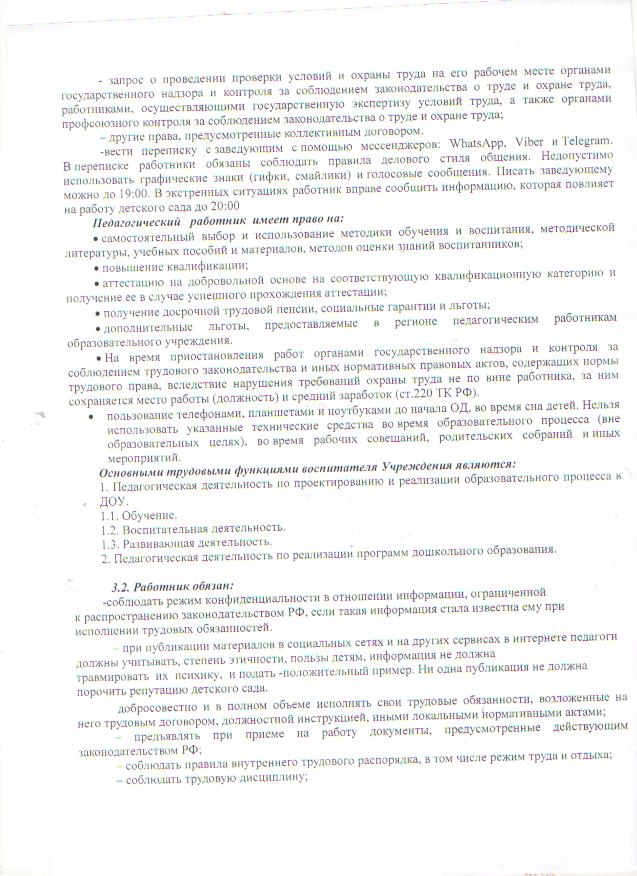 - запрос о проведении проверки условий и охраны труда на его рабочем месте органами
государственного надзора и контроля за соблюдением законодательства о труде и охране труда,
работниками, осуществляющими государственную экспертизу условий труда, а также органами
профсоюзного контроля за соблюдением законодательства о труде и охране труда;
– другие права, предусмотренные коллективным договором.
-вести переписку с заведующим с помощью мессенджеров: WhatsApp, Viber и Telegram.
В переписке работники обязаны соблюдать правила делового стиля общения. Недопустимо
использовать графические знаки (гифки, смайлики) и голосовые сообщения. Писать заведующему
можно до 19:00. В экстренных ситуациях работник вправе сообщить информацию, которая повлияет
на работу детского сада до 20:00
Педагогический работник имеет право на:
• самостоятельный выбор и использование методики обучения и воспитания, методической
литературы, учебных пособий и материалов, методов оценки знаний воспитанников;
• повышение квалификации;
• аттестацию на добровольной основе на соответствующую квалификационную категорию и
получение ее в случае успешного прохождения аттестации;
• получение досрочной трудовой пенсии, социальные гарантии и льготы;
• дополнительные льготы, предоставляемые в регионе педагогическим работникам
образовательного учреждения.
• На время приостановления работ органами государственного надзора и контроля за
соблюдением трудового законодательства и иных нормативных правовых актов, содержащих нормы
трудового права, вследствие нарушения требований охраны труда не по вине работника, за ним
сохраняется место работы (должность) и средний заработок (ст.220 ТК РФ).
• пользование телефонами, планшетами и ноутбуками до начала ОД, во время сна детей. Нельзя
использовать указанные технические средства во время образовательного процесса (вне
образовательных целях), во время рабочих совещаний, родительских собраний и иных
мероприятий.
Основными трудовыми функциями воспитателя Учреждения являются:
1. Педагогическая деятельность по проектированию и реализации образовательного процесса в
ДОУ.
1.1. Обучение.
1.2. Воспитательная деятельность.
1.3. Развивающая деятельность.
2. Педагогическая деятельность по реализации программ дошкольного образования.
3.2. Работник обязан:
-соблюдать режим конфиденциальности в отношении информации, ограниченной
к распространению законодательством РФ, если такая информация стала известна ему при
исполнении трудовых обязанностей.
– при публикации материалов в социальных сетях и на других сервисах в интернете педагоги
должны учитывать, степень этичности, пользы детям, информация не должна
травмировать их психику, и подать -положительный пример. Ни одна публикация не должна
порочить репутацию детского сада.
добросовестно и в полном объеме исполнять свои трудовые обязанности, возложенные на
него трудовым договором, должностной инструкцией, иными локальными нормативными актами;
– предъявлять при приеме на работу документы, предусмотренные действующим
законодательством РФ;
– соблюдать правила внутреннего трудового распорядка, в том числе режим труда и отдыха;
– соблюдать трудовую дисциплину;